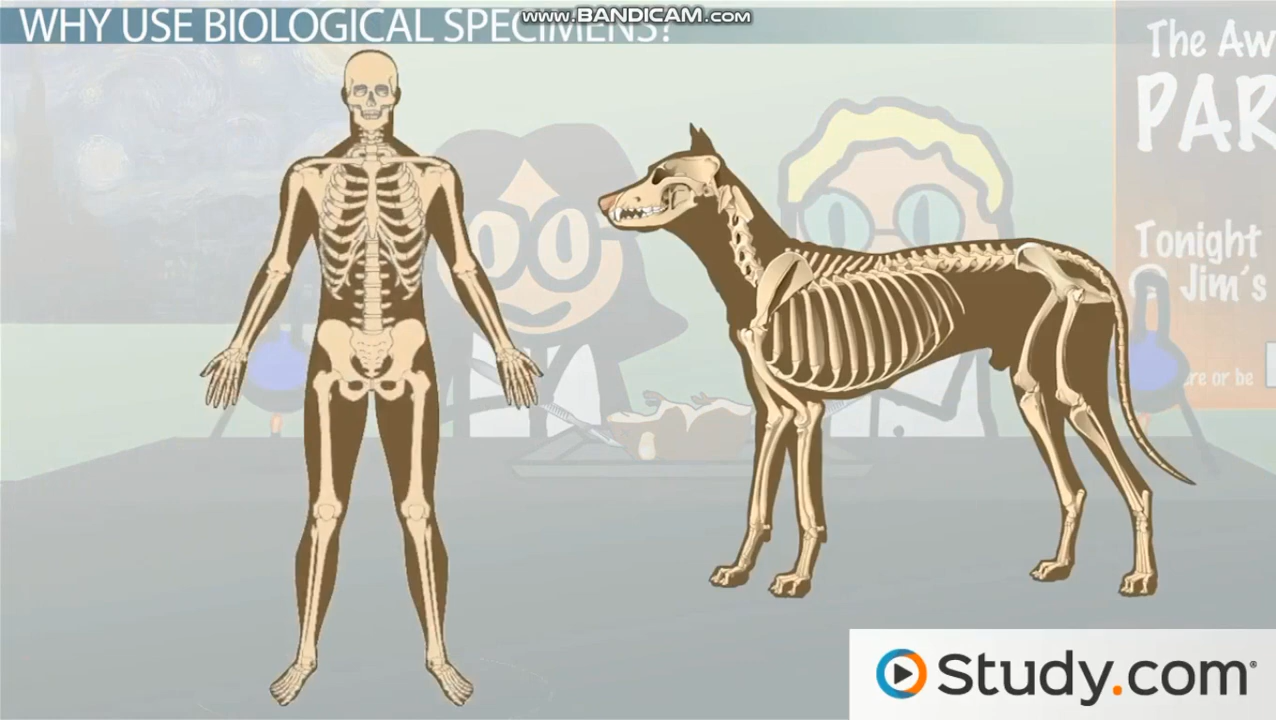 www.BANDICAM.com
WHY USE BIOLOGICAL SPECIMENS?
The Aw
PAR
Tonight
@ Jim's
re or be
Study.com